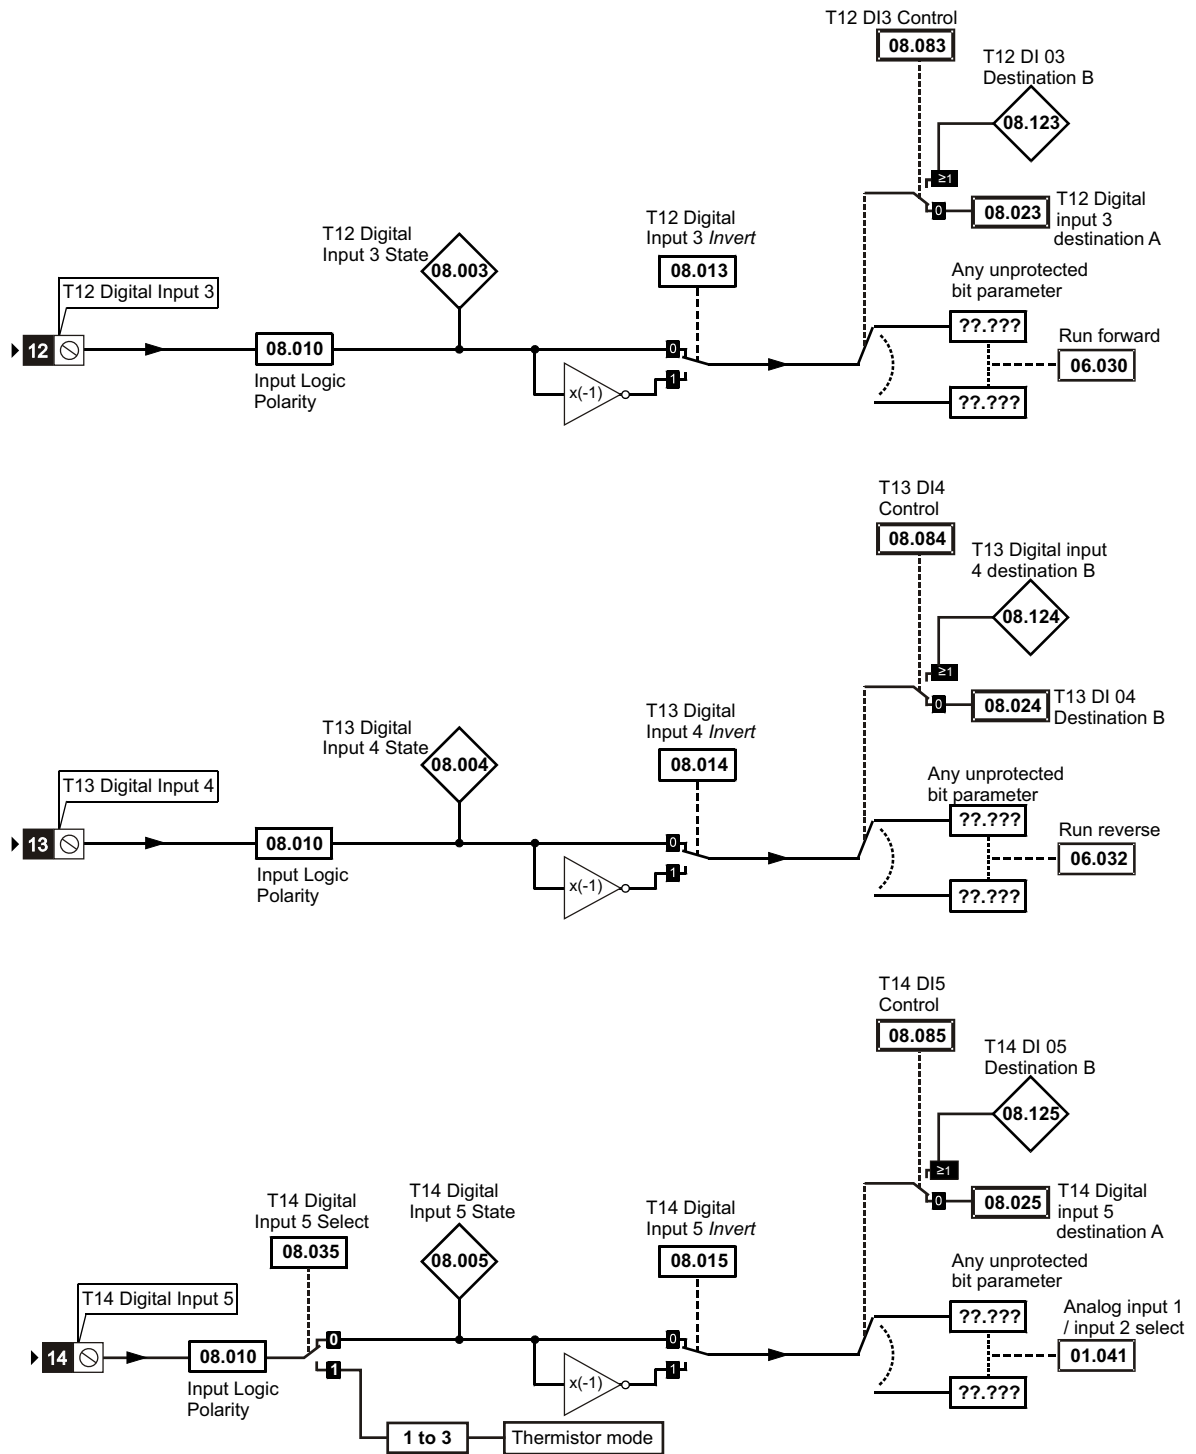 T12 DI3 Control
08.083
T12 DI 03
Destination B
08.123
≥1
0
08.023
T12 Digital
input 3
destination A
T12 Digital
Input 3 State
08.003
T12 Digital
Input 3 Invert
08.013
Any unprotected
bit parameter
T12 Digital Input 3
12
08.010
Input Logic
Polarity
0
1
x(-1)
??.???
Run forward
06.030
??.???
T13 DI4
Control
08.084
T13 Digital input
4 destination B
08.124
≥1
0
08.024
T13 DI 04
Destination B
T13 Digital
Input 4 State
08.004
T13 Digital
Input 4 Invert
08.014
Any unprotected
bit parameter
T13 Digital Input 4
13
08.010
Input Logic
Polarity
0
1
x(-1)
??.???
Run reverse
06.032
??.???
T14 DI5
Control
08.085
T14 DI 05
Destination B
08.125
≥1
0
08.025
T14 Digital
input 5
destination A
T14 Digital
Input 5 Select
08.035
T14 Digital
Input 5 State
08.005
T14 Digital
Input 5 Invert
08.015
Any unprotected
bit parameter
T14 Digital Input 5
14
08.010
Input Logic
Polarity
0
1
0
1
x(-1)
??.???
Analog input 1
/ input 2 select
01.041
??.???
1 to 3
Thermistor mode